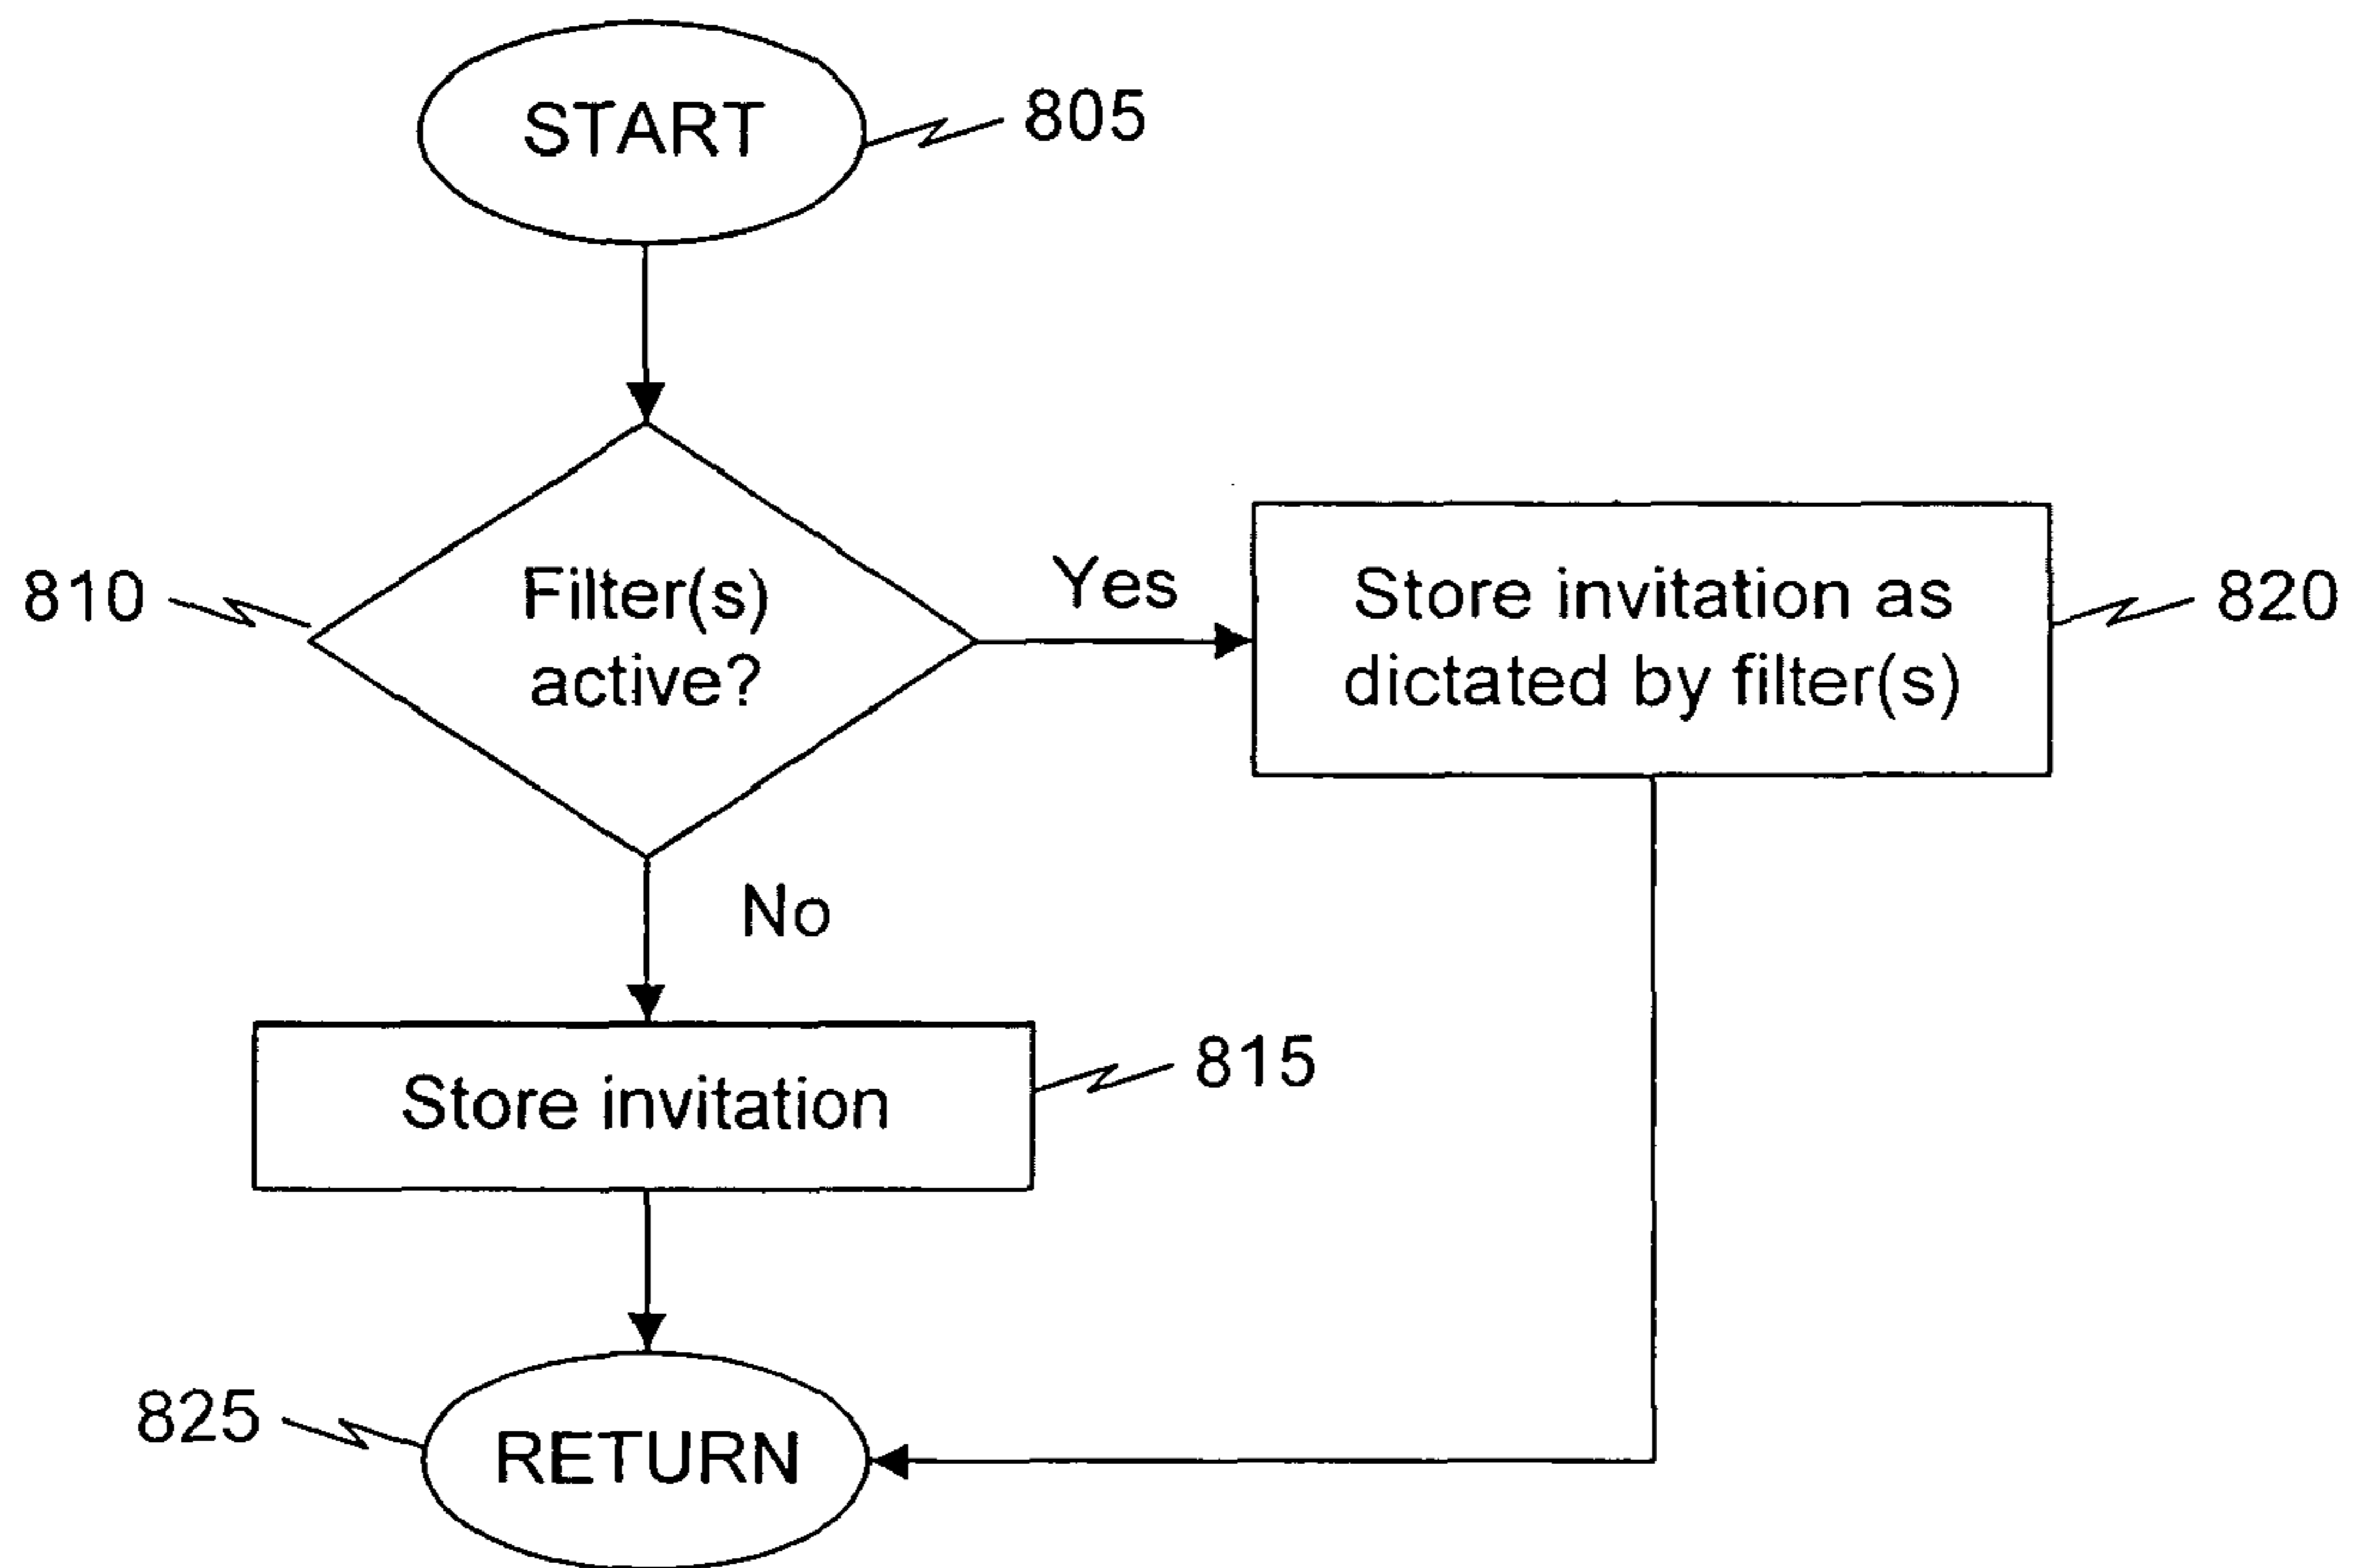 START
805
810
Filter(s)
active?
Yes
Store invitation as
dictated by filter(s)
820
No
Store invitation
815
825
RETURN